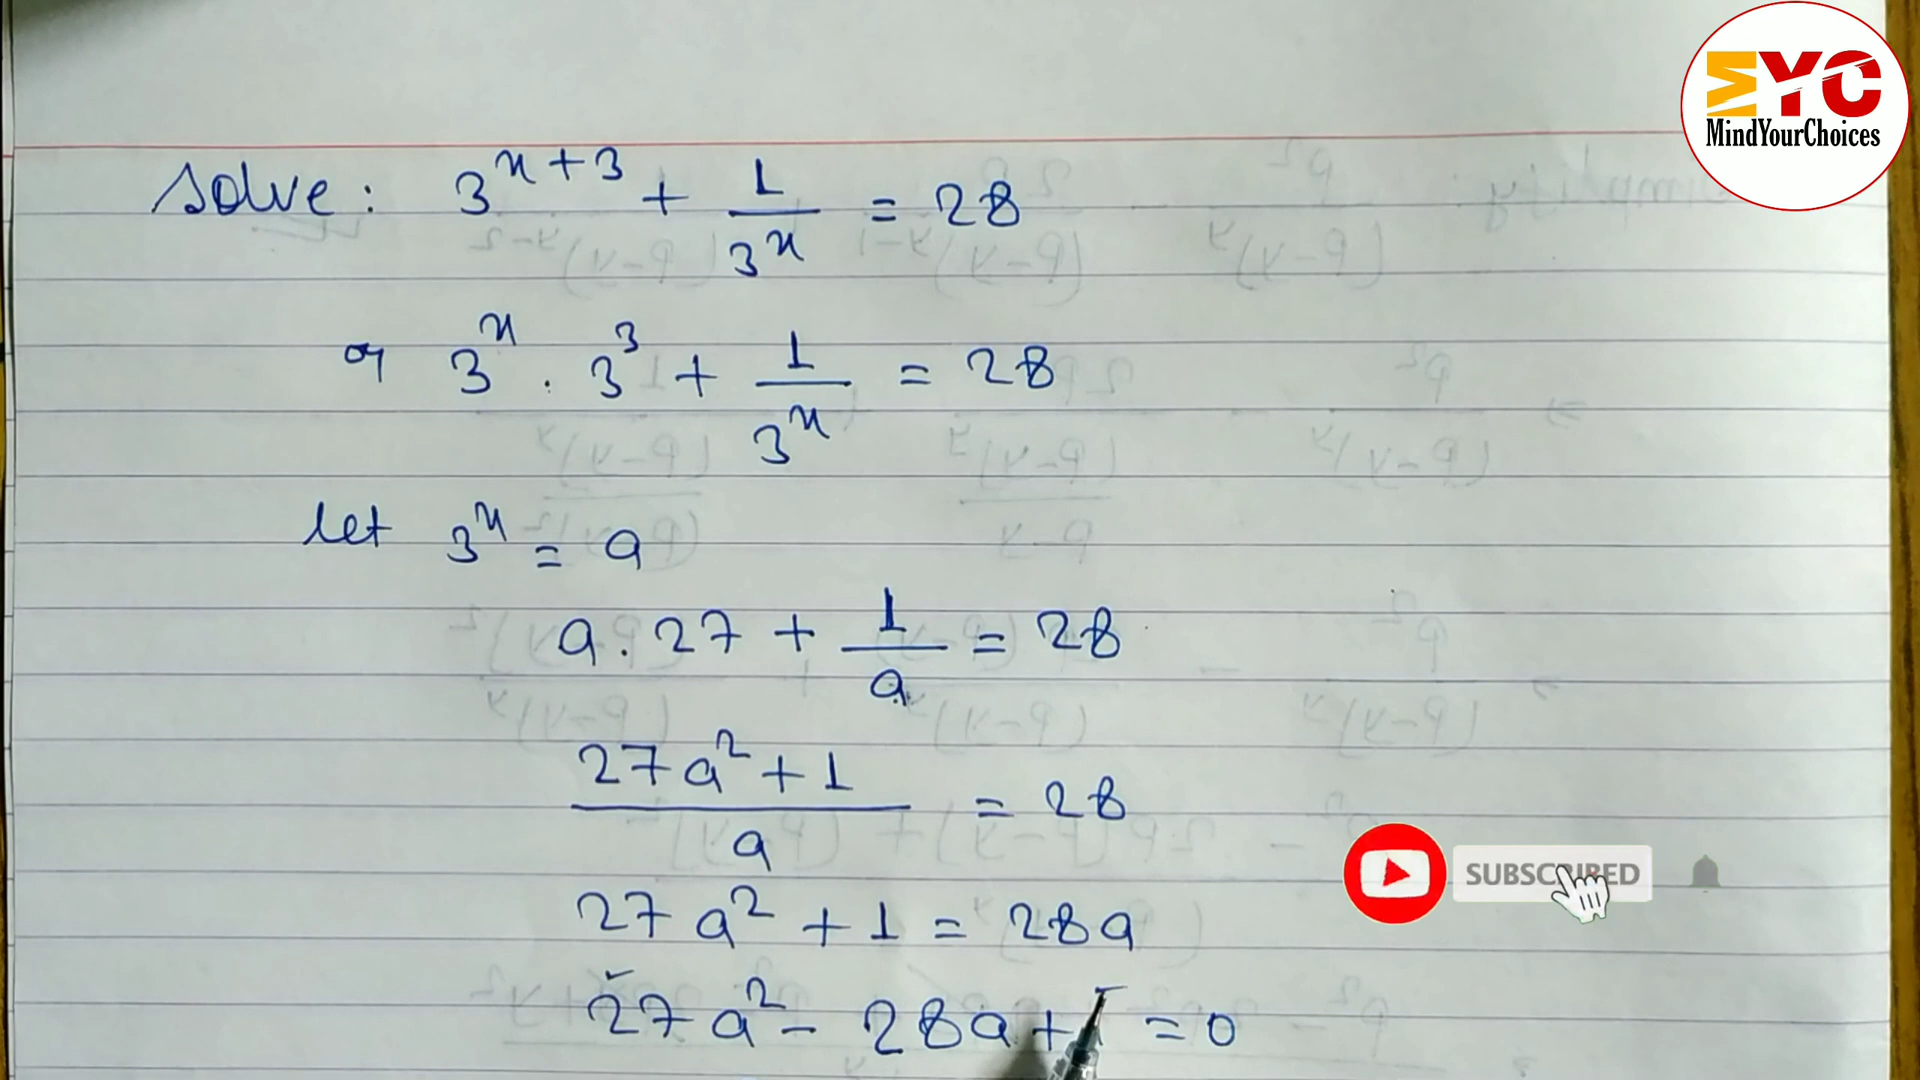 MYC
MindYourChoices
Solve: 3^{x+3} + 1/3^x = 28
or 3^x . 3^3 + 1/3^x = 28
let 3^x = a
a . 27 + 1/a = 28
(27a^2 + 1)/a = 28
27a^2 + 1 = 28a
27a^2 - 28a + 1 = 0
SUBSCRIBED